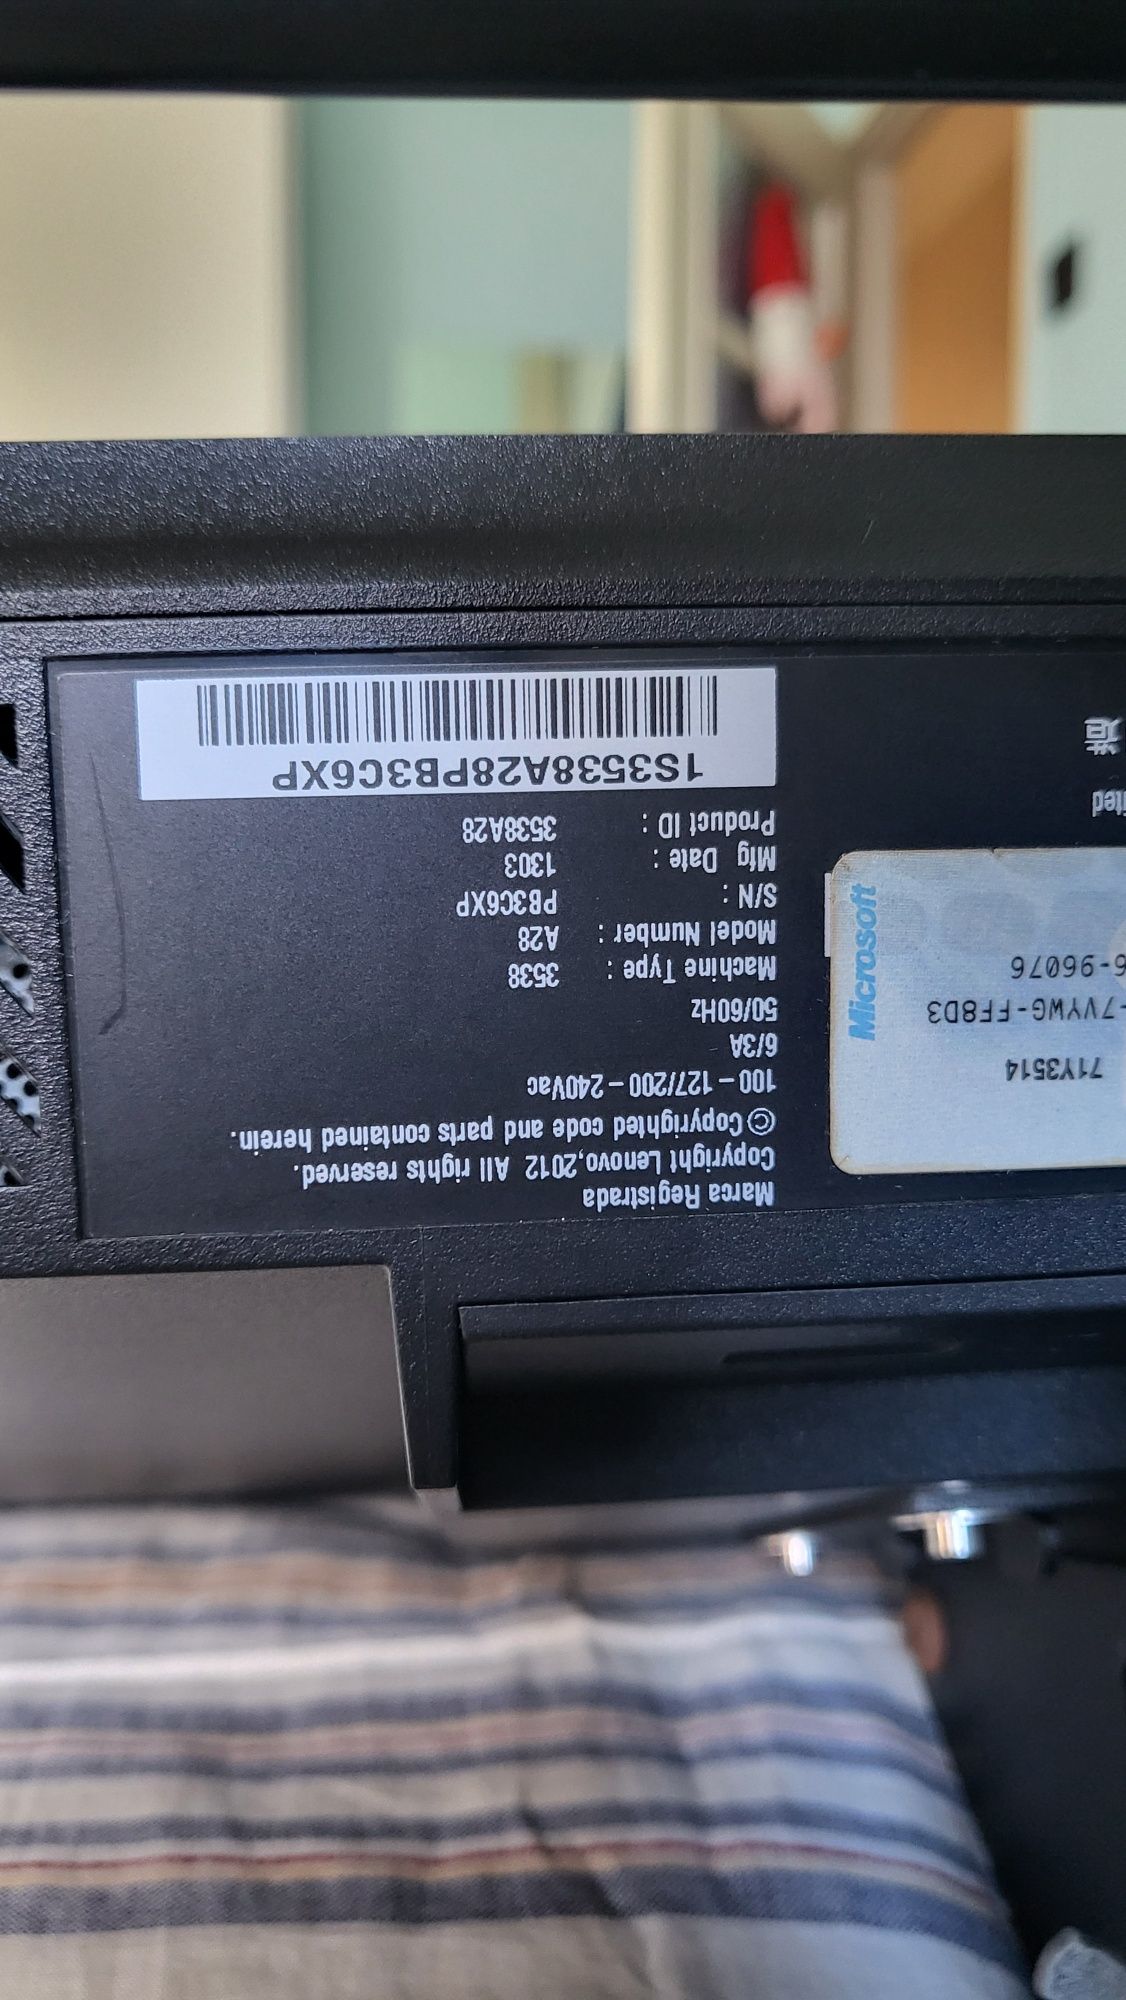 Marca Registrada
Copyright Lenovo,2012 All rights reserved.
©Copyrighted code and parts contained herein.
100 – 127/200 – 240Vac
6/3A
50/60Hz
Machine Type : 3538
Model Number : A28
S/N : PB3C6XP
Mfg Date : 1303
Product ID : 3538A28
1S3538A28PB3C6XP
71Y3514
-7VYWG-FF8D3
6-96076
Microsoft